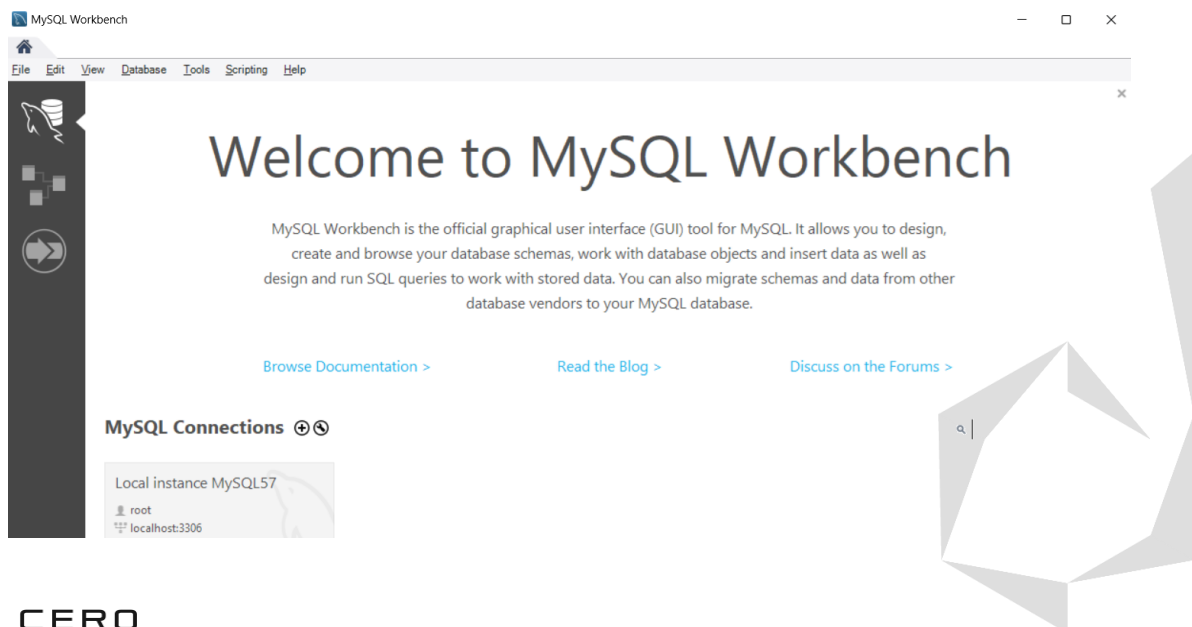 MySQL Workbench
File Edit View Database Tools Scripting Help
Welcome to MySQL Workbench
MySQL Workbench is the official graphical user interface (GUI) tool for MySQL. It allows you to design,
create and browse your database schemas, work with database objects and insert data as well as
design and run SQL queries to work with stored data. You can also migrate schemas and data from other
database vendors to your MySQL database.
Browse Documentation > Read the Blog > Discuss on the Forums >
MySQL Connections
Local instance MySQL57
root
localhost:3306
CERO